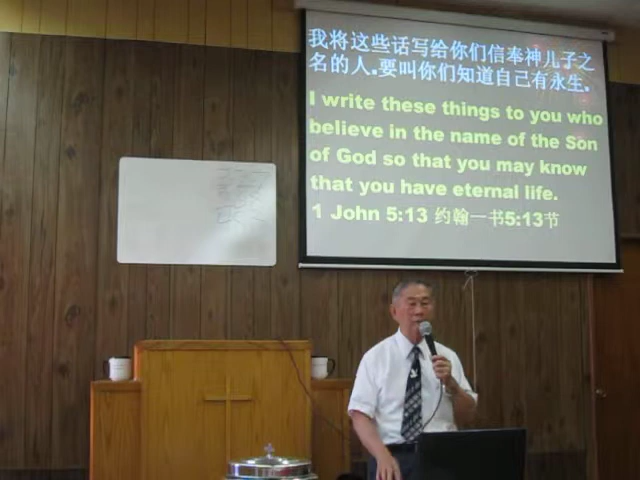 我将这些话写给你们信奉神儿子之
名的人.要叫你们知道自己有永生.
I write these things to you who
believe in the name of the Son
of God so that you may know
that you have eternal life.
1 John 5:13 约翰一书5:13节